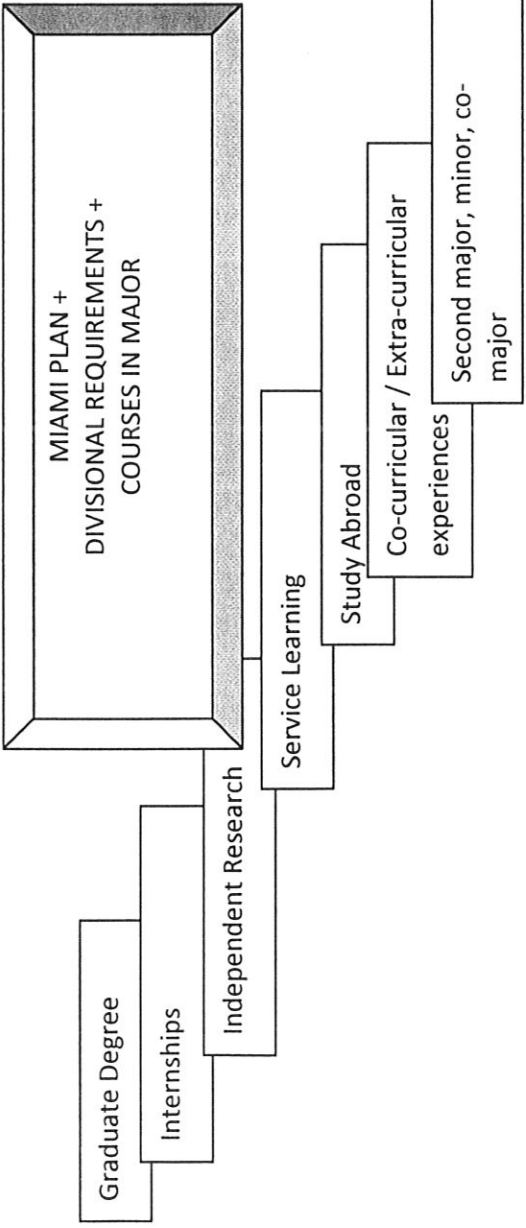 MIAMI PLAN +
DIVISIONAL REQUIREMENTS +
COURSES IN MAJOR
Graduate Degree
Internships
Independent Research
Service Learning
Study Abroad
Co-curricular / Extra-curricular
experiences
Second major, minor, co-
major